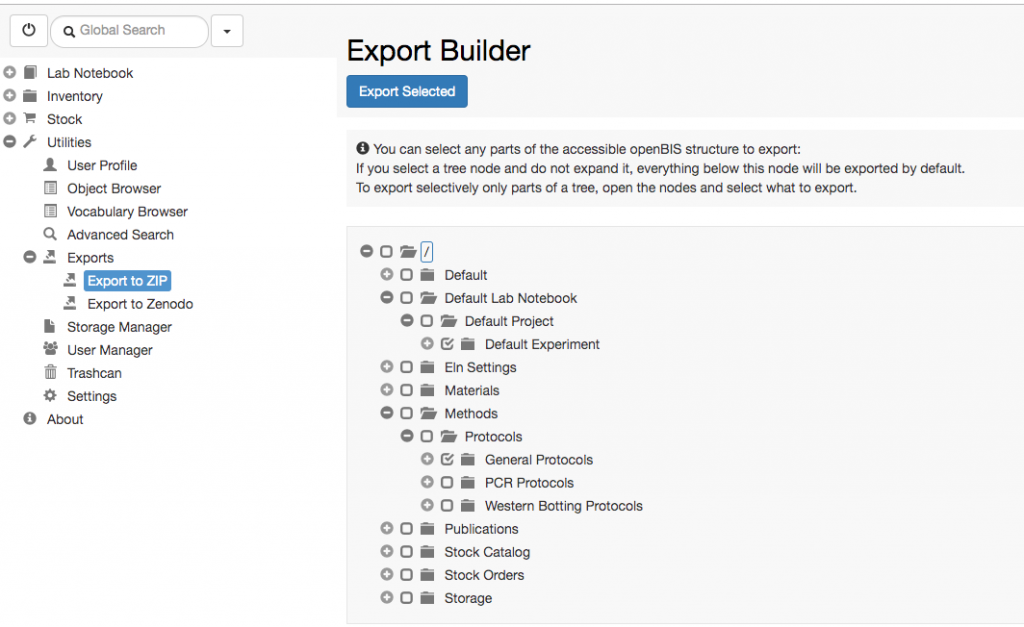 Global Search
Lab Notebook
Inventory
Stock
Utilities
User Profile
Object Browser
Vocabulary Browser
Advanced Search
Exports
Export to ZIP
Export to Zenodo
Storage Manager
User Manager
Trashcan
Settings
About
Export Builder
Export Selected
You can select any parts of the accessible openBIS structure to export:
If you select a tree node and do not expand it, everything below this node will be exported by default.
To export selectively only parts of a tree, open the nodes and select what to export.
/
Default
Default Lab Notebook
Default Project
Default Experiment
Eln Settings
Materials
Methods
Protocols
General Protocols
PCR Protocols
Western Botting Protocols
Publications
Stock Catalog
Stock Orders
Storage